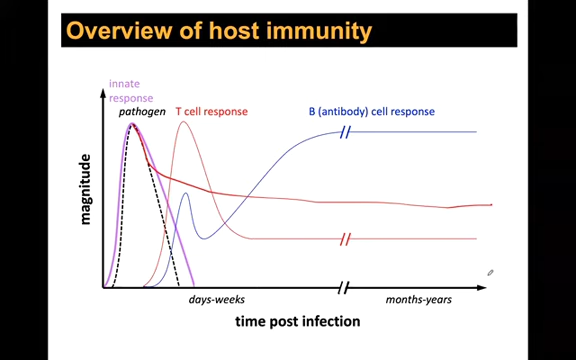 Overview of host immunity
innate
response
pathogen
T cell response
B (antibody) cell response
magnitude
days-weeks
months-years
time post infection